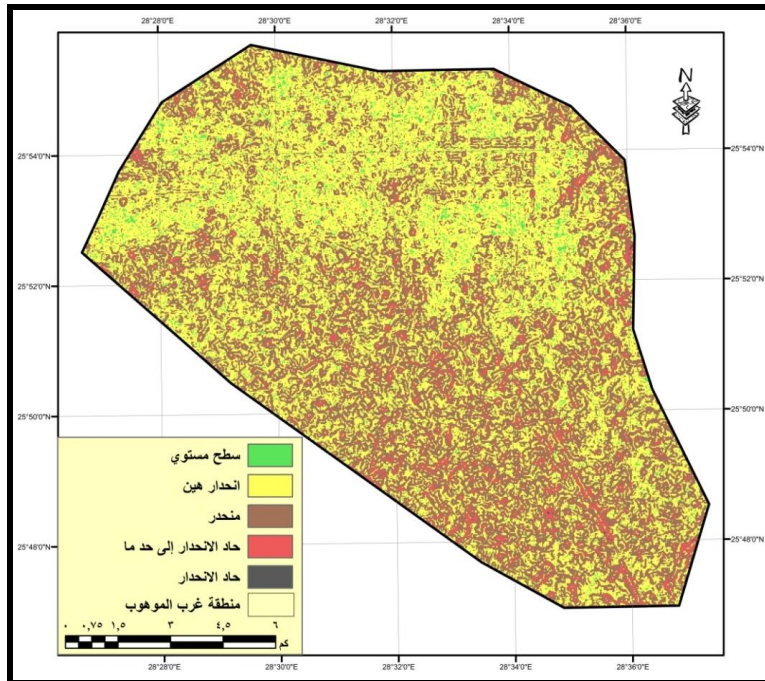 28°28'0"E 28°30'0"E 28°32'0"E 28°34'0"E 28°36'0"E
N
25°54'0"N 25°54'0"N
25°52'0"N 25°52'0"N
25°50'0"N 25°50'0"N
25°48'0"N 25°48'0"N
سطح مستوي
انحدار هين
منحدر
حاد الانحدار إلى حد ما
حاد الانحدار
منطقة غرب الموهوب
٠ ٠,٧٥ ١,٥ ٣ ٤,٥ ٦
كم
28°28'0"E 28°30'0"E 28°32'0"E 28°34'0"E 28°36'0"E